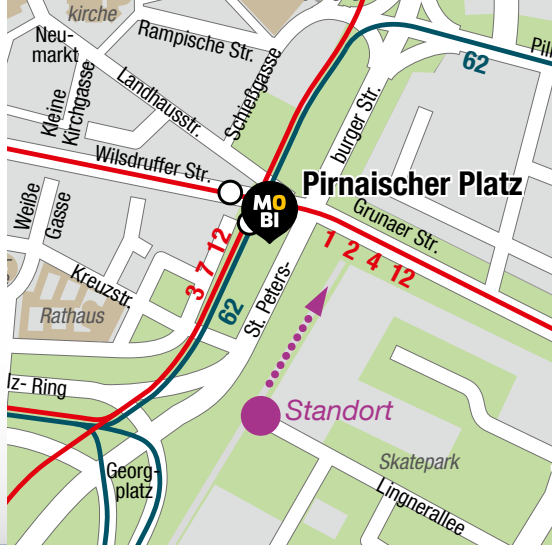 kirche
Neu-
markt
Rampische Str.
Pill
62
Kleine
Kirchgasse
Landhausstr.
Schießgasse
burger Str.
Wilsdruffer Str.
MO
BI
Pirnaischer Platz
Weiße
Gasse
Grunaer Str.
1 2 4 12
3 7 12
62
Kreuzstr.
Rathaus
St. Peters-
lz- Ring
Standort
Georg-
platz
Skatepark
Lingnerallee